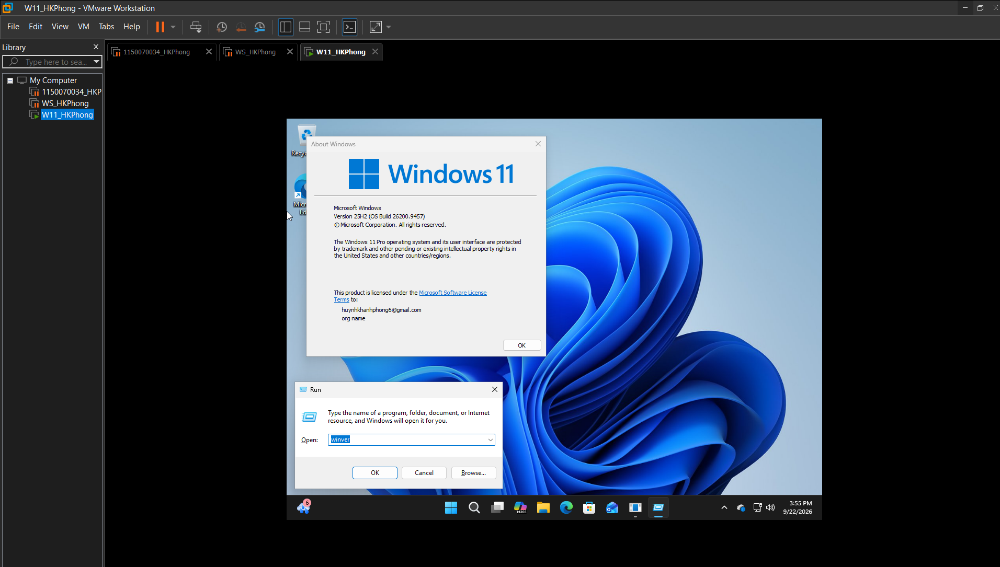 W11_HKPhong - VMware Workstation
File Edit View VM Tabs Help
Library
Type here to sea...
My Computer
1150070034_HKP
WS_HKPhong
W11_HKPhong
1150070034_HKPhong
WS_HKPhong
W11_HKPhong
About Windows
Windows 11
Microsoft Windows
Version 25H2 (OS Build 26200.9457)
© Microsoft Corporation. All rights reserved.
The Windows 11 Pro operating system and its user interface are protected
by trademark and other pending or existing intellectual property rights in
the United States and other countries/regions.
This product is licensed under the Microsoft Software License
Terms to:
huynhkhanhphong6@gmail.com
org name
OK
Run
Type the name of a program, folder, document, or Internet
resource, and Windows will open it for you.
Open: winver
OK Cancel Browse...
6
M365
3:55 PM
9/22/2026